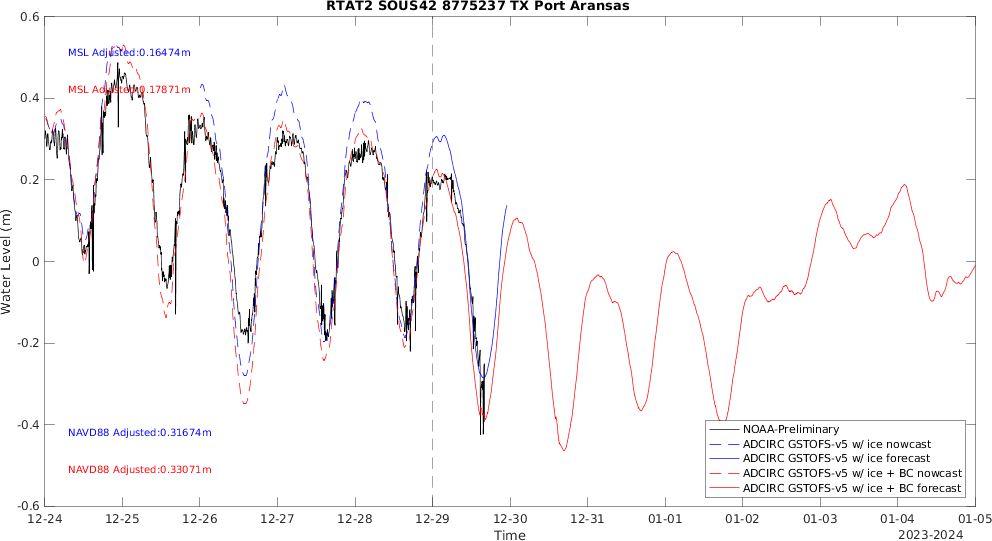 RTAT2 SOUS42 8775237 TX Port Aransas
0.6
0.4
0.2
0
-0.2
-0.4
-0.6
Water Level (m)
MSL Adjusted:0.16474m
MSL Adjusted:0.17871m
NAVD88 Adjusted:0.31674m
NAVD88 Adjusted:0.33071m
NOAA-Preliminary
ADCIRC GSTOFS-v5 w/ ice nowcast
ADCIRC GSTOFS-v5 w/ ice forecast
ADCIRC GSTOFS-v5 w/ ice + BC nowcast
ADCIRC GSTOFS-v5 w/ ice + BC forecast
12-24 12-25 12-26 12-27 12-28 12-29 12-30 12-31 01-01 01-02 01-03 01-04 01-05
Time
2023-2024